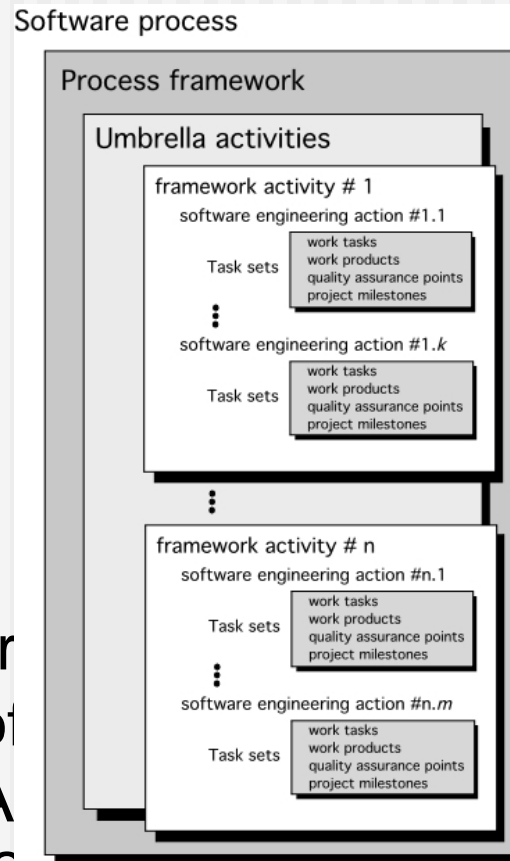 Software process
Process framework
Umbrella activities
framework activity # 1
software engineering action #1.1
Task sets
work tasks
work products
quality assurance points
project milestones
software engineering action #1.k
Task sets
work tasks
work products
quality assurance points
project milestones
framework activity # n
software engineering action #n.1
Task sets
work tasks
work products
quality assurance points
project milestones
software engineering action #n.m
Task sets
work tasks
work products
quality assurance points
project milestones